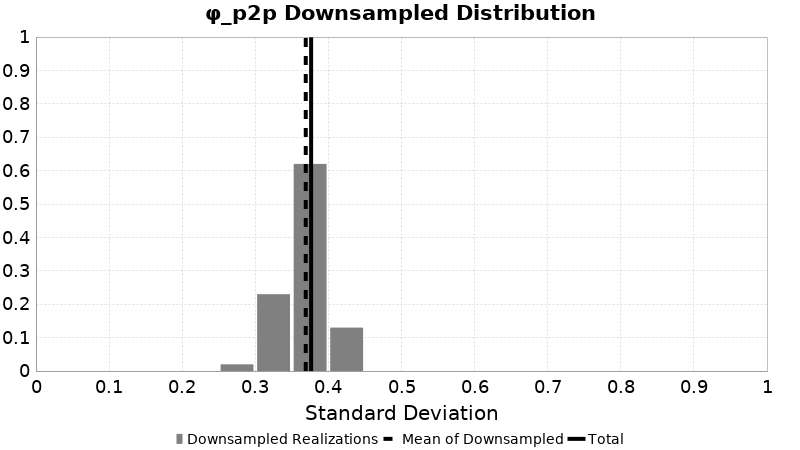 φ_p2p Downsampled Distribution
1
0.9
0.8
0.7
0.6
0.5
0.4
0.3
0.2
0.1
0
0 0.1 0.2 0.3 0.4 0.5 0.6 0.7 0.8 0.9 1
Standard Deviation
Downsampled Realizations Mean of Downsampled Total